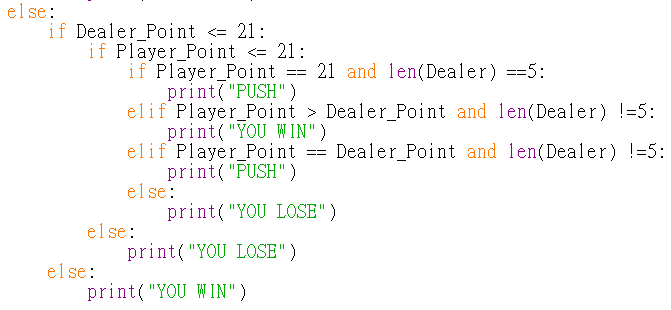 else:
    if Dealer_Point <= 21:
        if Player_Point <= 21:
            if Player_Point == 21 and len(Dealer) ==5:
                print("PUSH")
            elif Player_Point > Dealer_Point and len(Dealer) !=5:
                print("YOU WIN")
            elif Player_Point == Dealer_Point and len(Dealer) !=5:
                print("PUSH")
            else:
                print("YOU LOSE")
        else:
            print("YOU LOSE")
    else:
        print("YOU WIN")